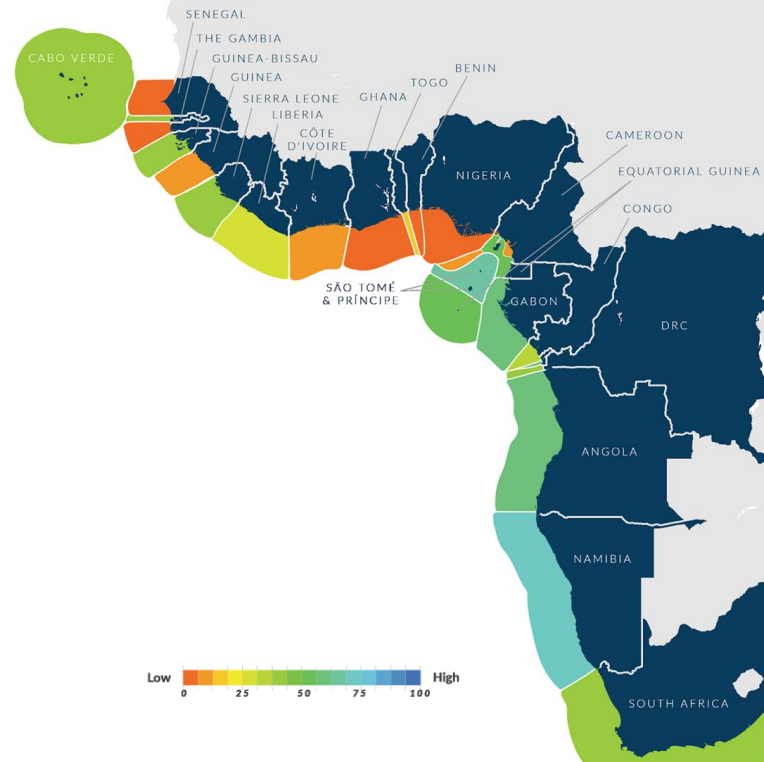 SENEGAL
THE GAMBIA
CABO VERDE
GUINEA-BISSAU
GUINEA
SIERRA LEONE
LIBERIA
CÔTE
D'IVOIRE
GHANA
TOGO
BENIN
NIGERIA
CAMEROON
EQUATORIAL GUINEA
CONGO
SÃO TOMÉ
& PRÍNCIPE
GABON
DRC
ANGOLA
NAMIBIA
SOUTH AFRICA
Low High
0 25 50 75 100